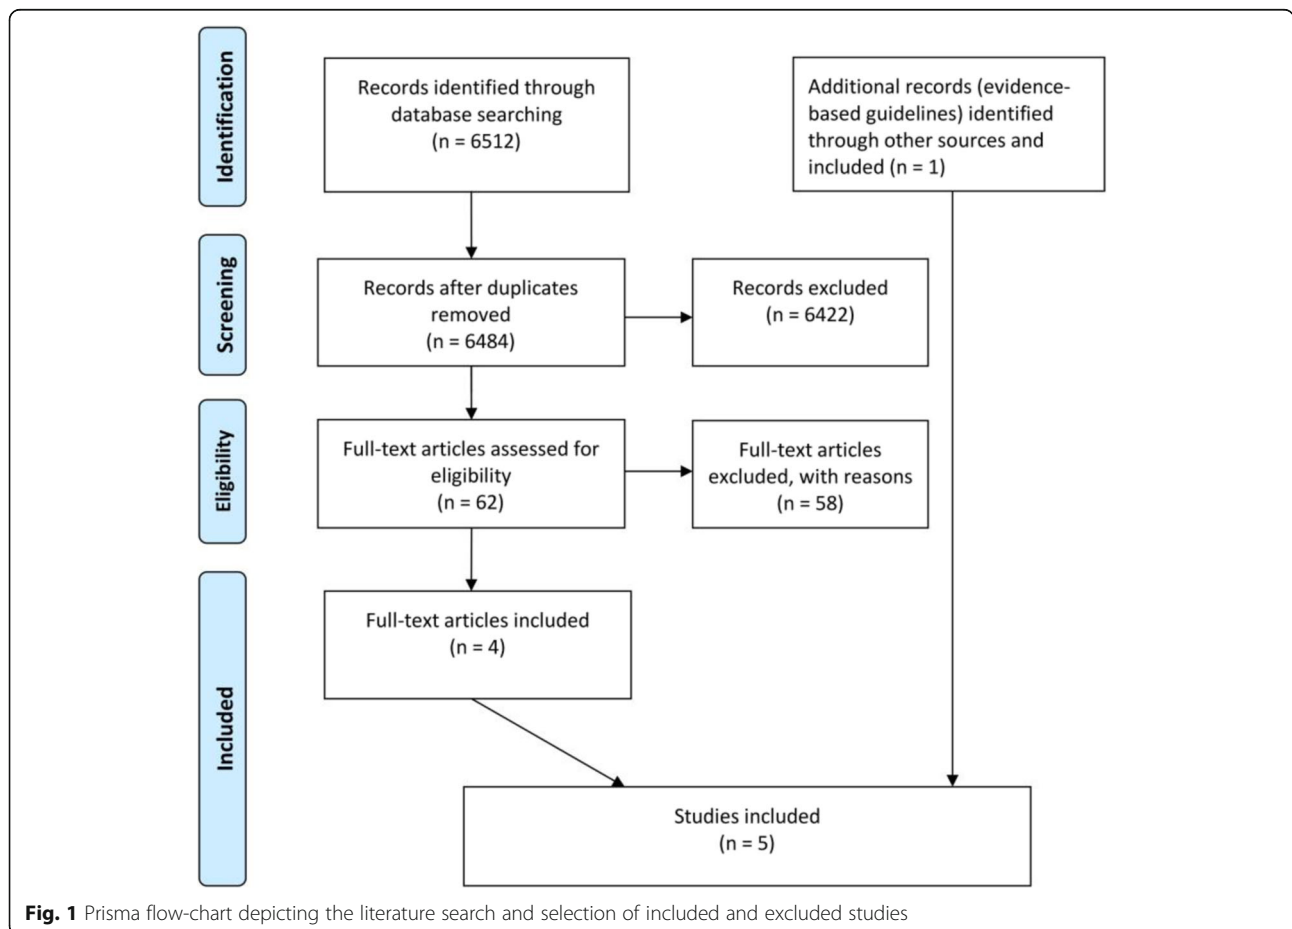 Identification
Records identified through
database searching
(n = 6512)
Additional records (evidence-
based guidelines) identified
through other sources and
included (n = 1)
Screening
Records after duplicates
removed
(n = 6484)
Records excluded
(n = 6422)
Eligibility
Full-text articles assessed for
eligibility
(n = 62)
Full-text articles
excluded, with reasons
(n = 58)
Included
Full-text articles included
(n = 4)
Studies included
(n = 5)
Fig. 1 Prisma flow-chart depicting the literature search and selection of included and excluded studies